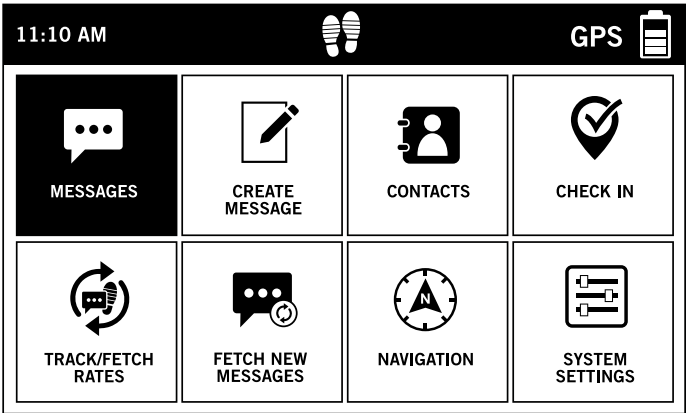 11:10 AM
GPS
MESSAGES
CREATE
MESSAGE
CONTACTS
CHECK IN
TRACK/FETCH
RATES
FETCH NEW
MESSAGES
N
NAVIGATION
SYSTEM
SETTINGS